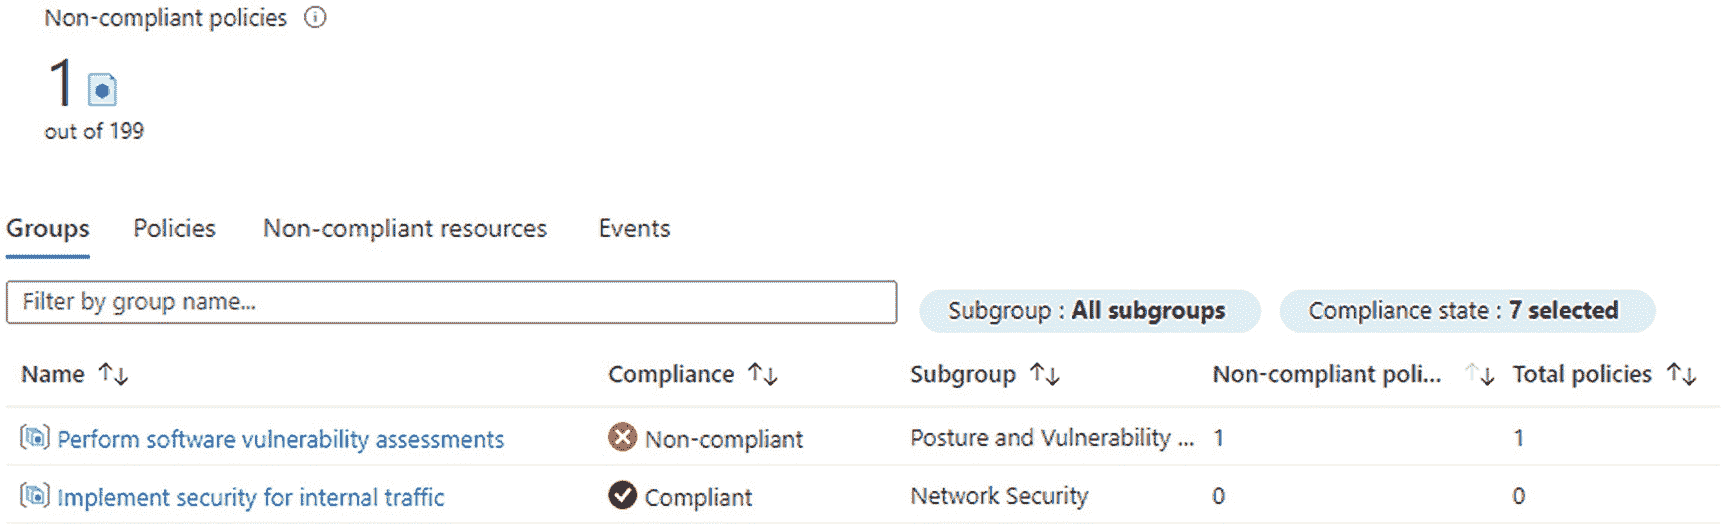 Non-compliant policies
1
out of 199
Groups Policies Non-compliant resources Events
Filter by group name... Subgroup : All subgroups Compliance state : 7 selected
Name ↑↓ Compliance ↑↓ Subgroup ↑↓ Non-compliant poli... ↑↓ Total policies ↑↓
Perform software vulnerability assessments Non-compliant Posture and Vulnerability ... 1 1
Implement security for internal traffic Compliant Network Security 0 0